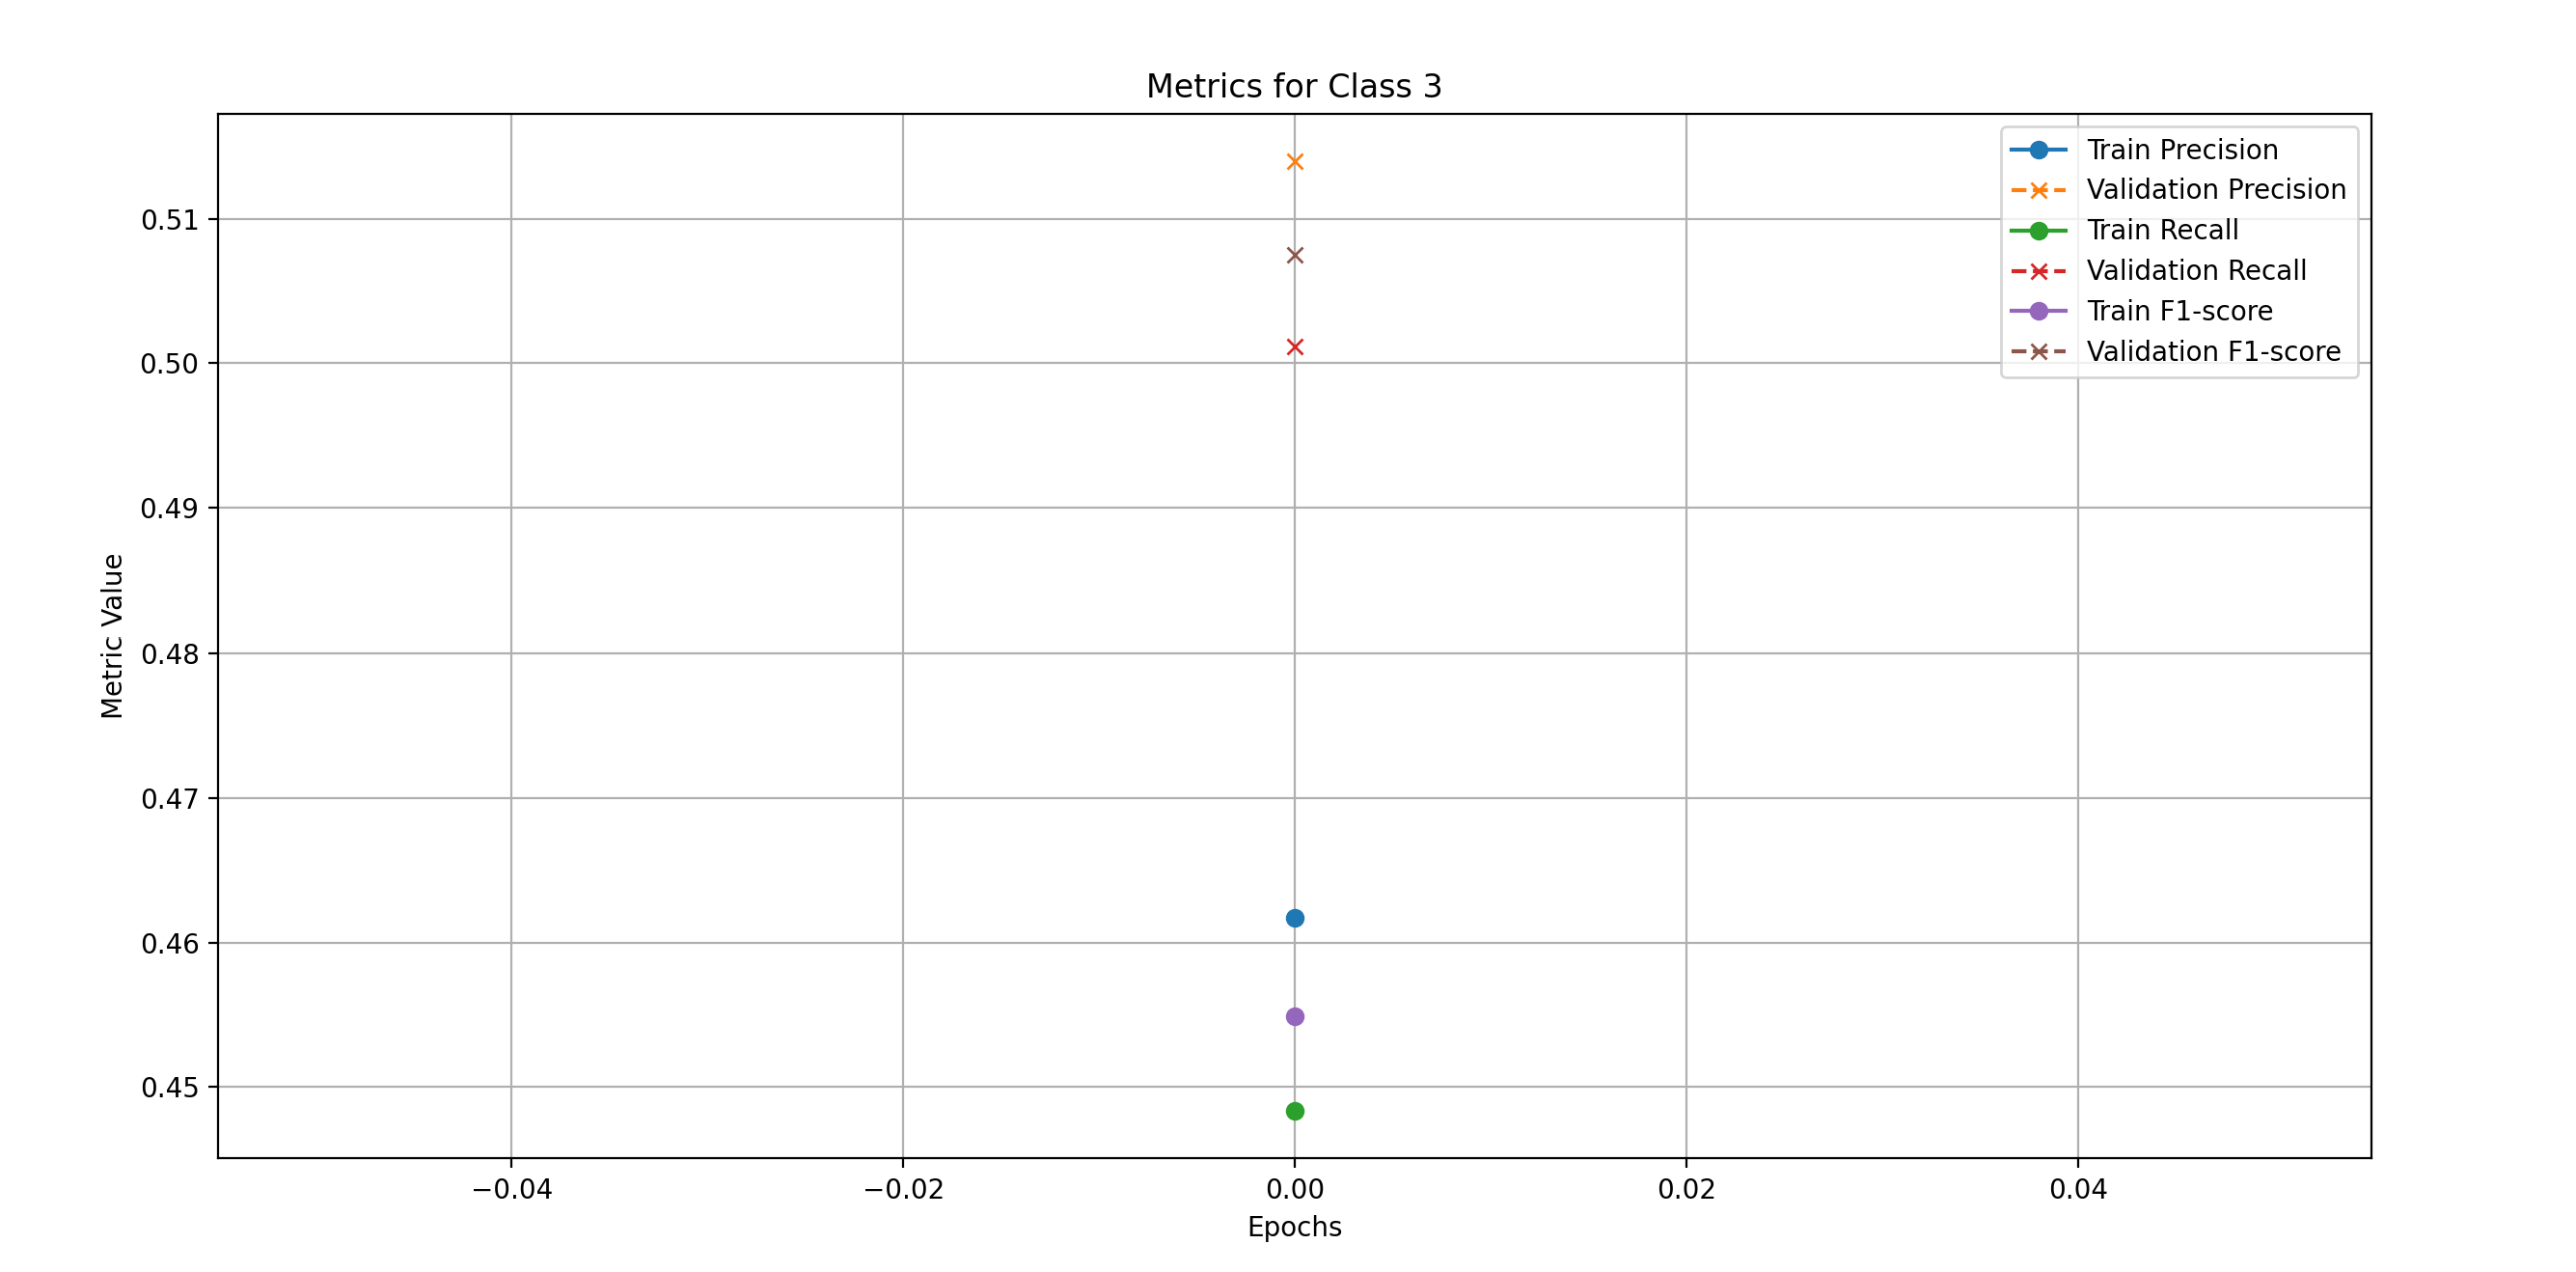 Metrics for Class 3
Train Precision
Validation Precision
Train Recall
Validation Recall
Train F1-score
Validation F1-score
0.51
0.50
0.49
0.48
0.47
0.46
0.45
Metric Value
−0.04
−0.02
0.00
0.02
0.04
Epochs